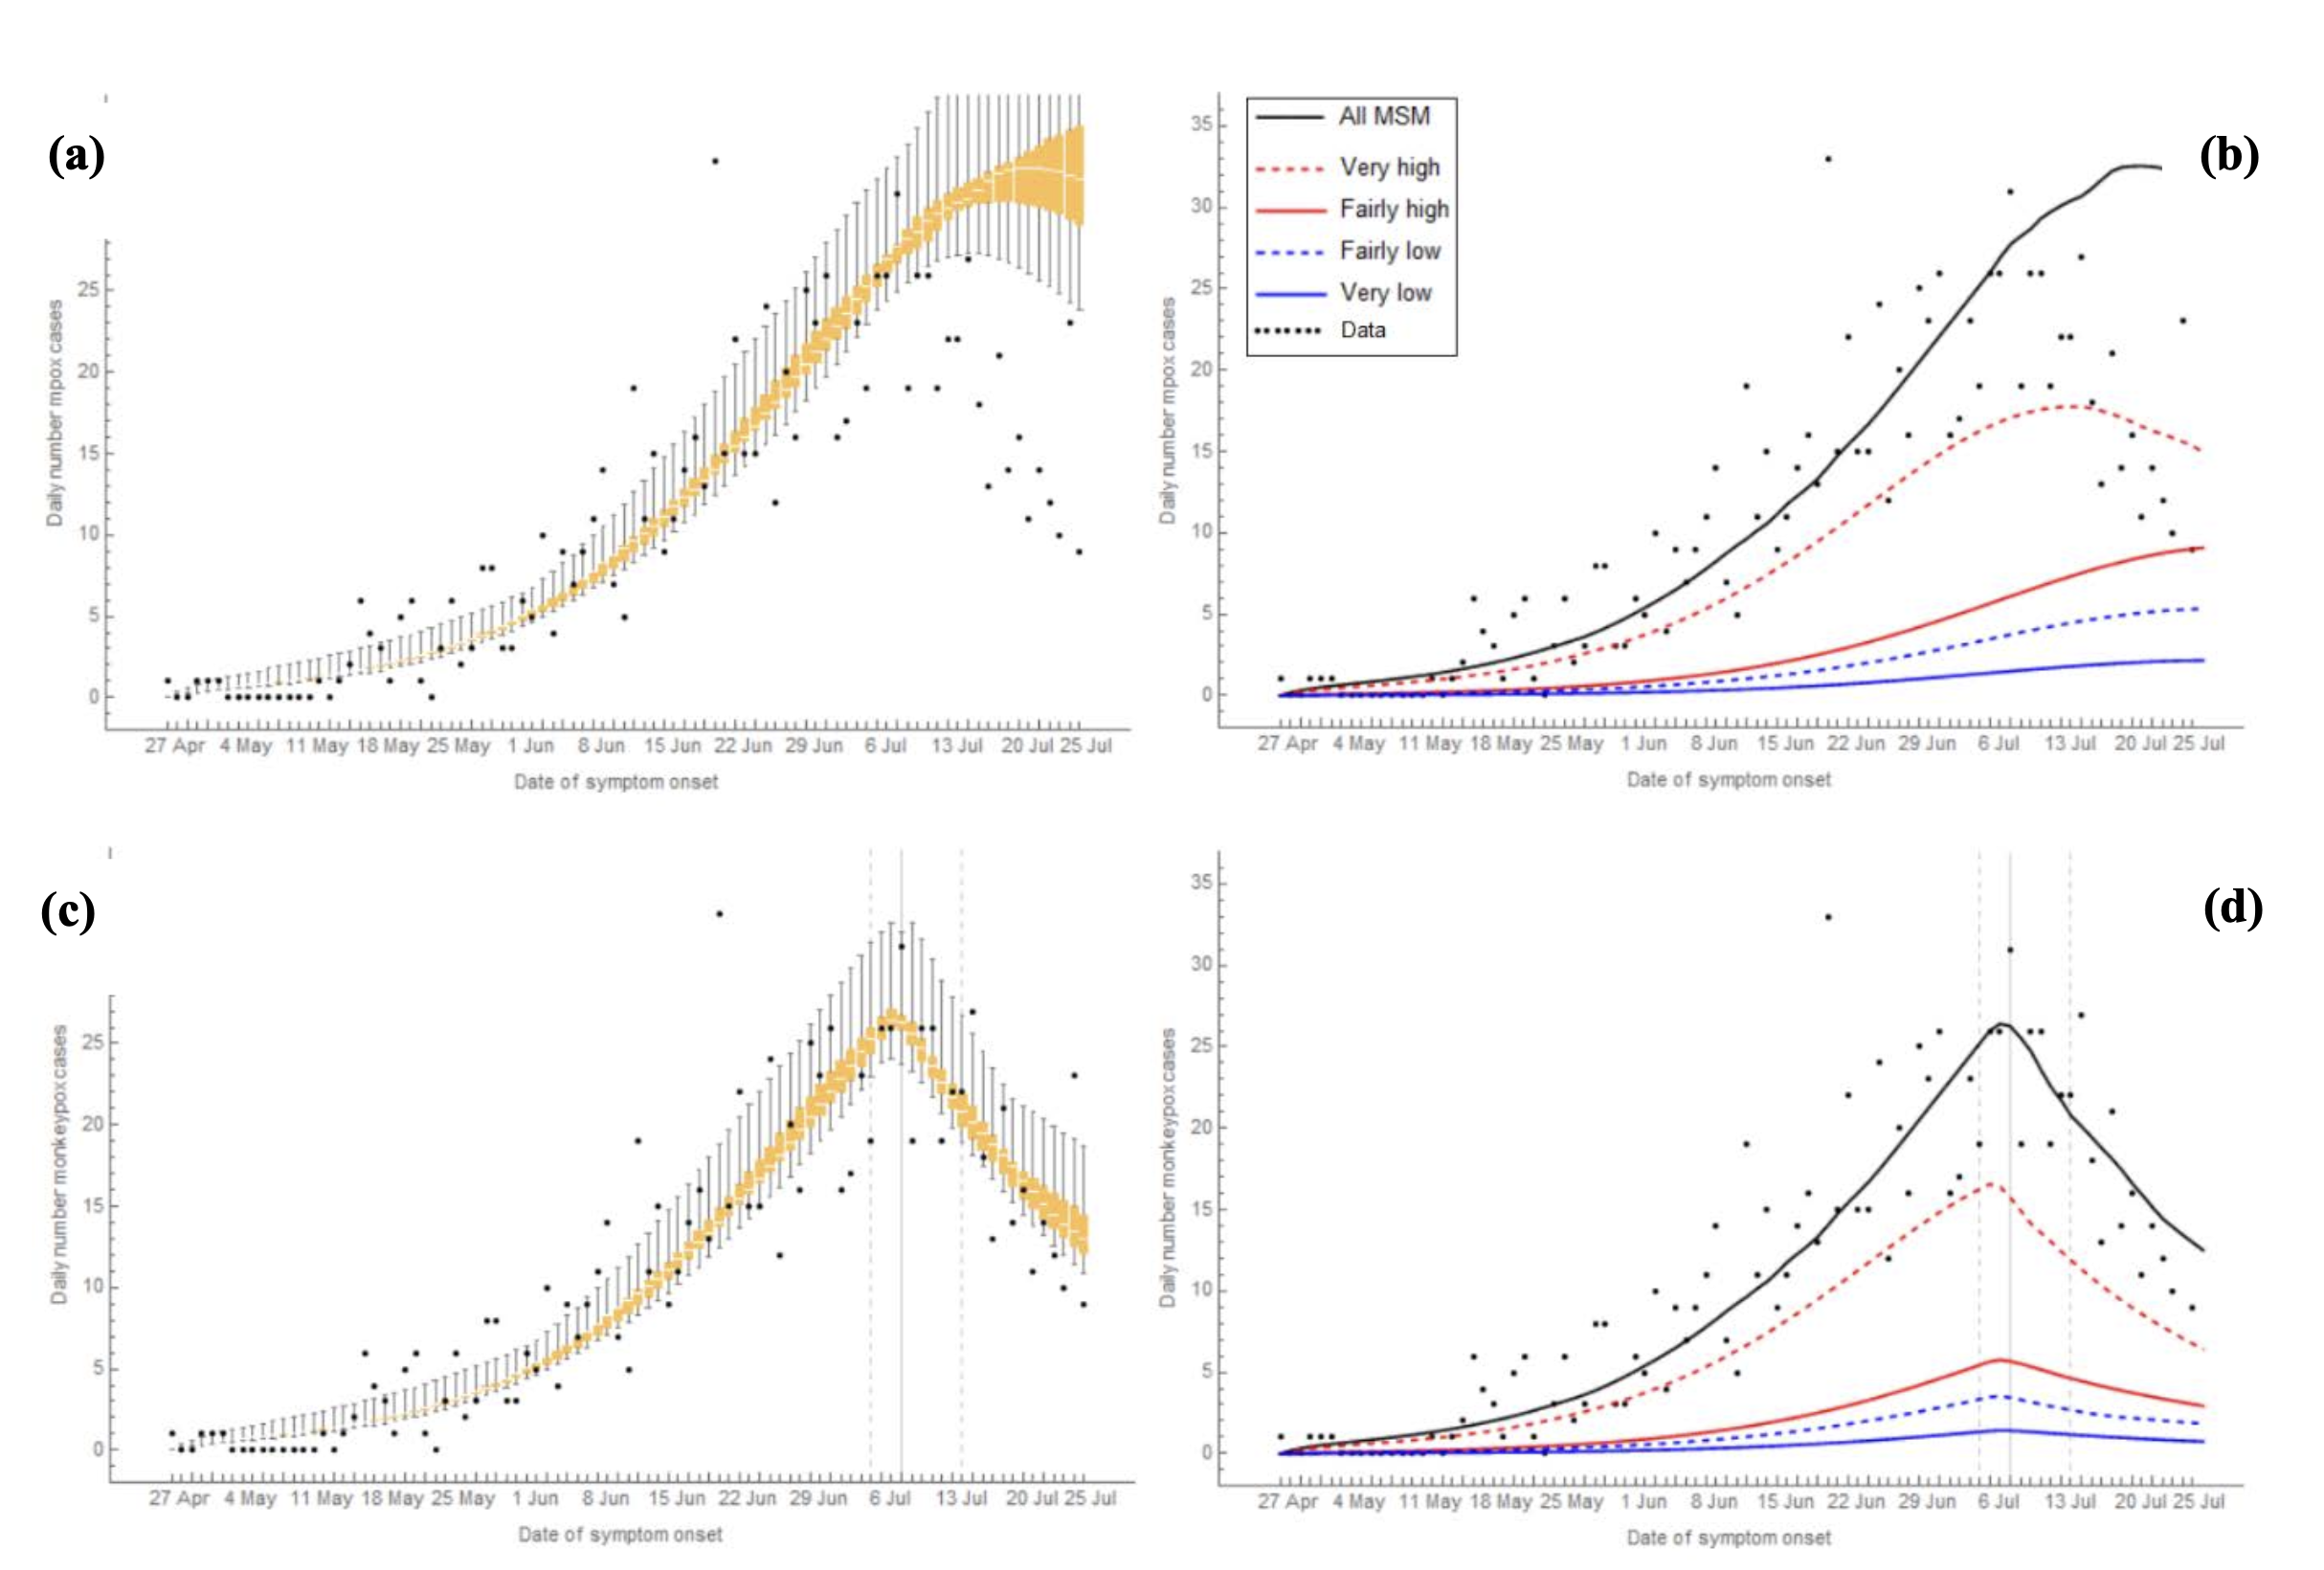 (a)
Daily number mpox cases
25
20
15
10
5
0
27 Apr 4 May 11 May 18 May 25 May 1 Jun 8 Jun 15 Jun 22 Jun 29 Jun 6 Jul 13 Jul 20 Jul 25 Jul
Date of symptom onset
(b)
All MSM
Very high
Fairly high
Fairly low
Very low
Data
Daily number mpox cases
35
30
25
20
15
10
5
0
27 Apr 4 May 11 May 18 May 25 May 1 Jun 8 Jun 15 Jun 22 Jun 29 Jun 6 Jul 13 Jul 20 Jul 25 Jul
Date of symptom onset
(c)
Daily number monkeypox cases
25
20
15
10
5
0
27 Apr 4 May 11 May 18 May 25 May 1 Jun 8 Jun 15 Jun 22 Jun 29 Jun 6 Jul 13 Jul 20 Jul 25 Jul
Date of symptom onset
(d)
Daily number monkeypox cases
35
30
25
20
15
10
5
0
27 Apr 4 May 11 May 18 May 25 May 1 Jun 8 Jun 15 Jun 22 Jun 29 Jun 6 Jul 13 Jul 20 Jul 25 Jul
Date of symptom onset